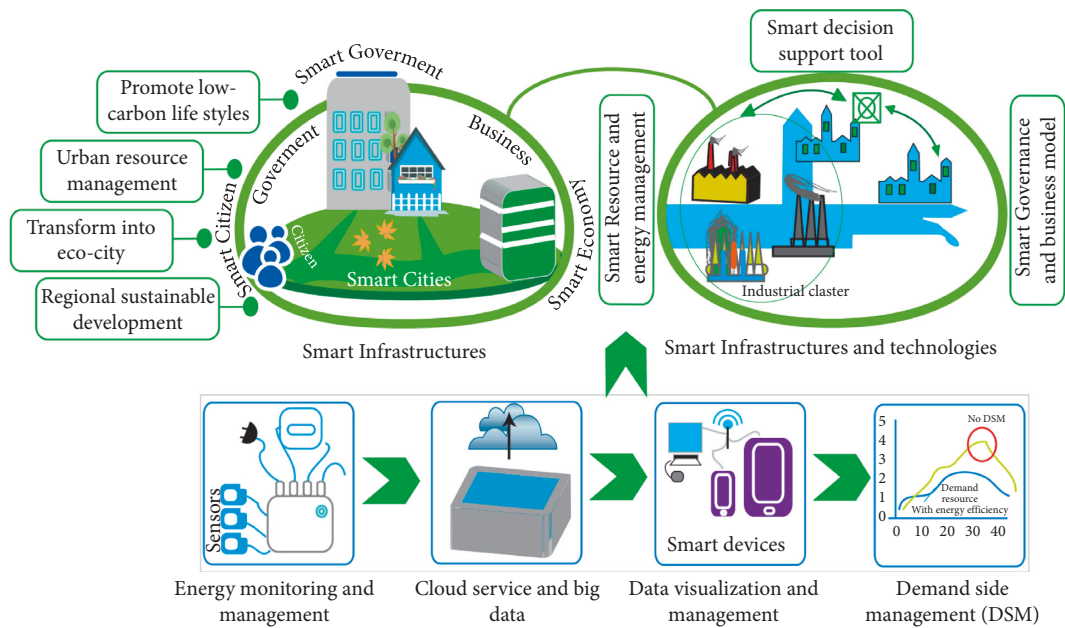 Smart Goverment
Promote low-
carbon life styles
Urban resource
management
Transform into
eco-city
Regional sustainable
development
Smart Citizen
Goverment
Business
Citizen
Smart Cities
Smart Economy
Smart Infrastructures
Smart decision
support tool
Smart Resource and
energy management
Industrial claster
Smart Governance
and business model
Smart Infrastructures and technologies
Sensors
Energy monitoring and
management
Cloud service and big
data
Smart devices
Data visualization and
management
5
4
3
2
1
0
No DSM
Demand
resource
With energy efficiency
0 10 20 30 40
Demand side
management (DSM)